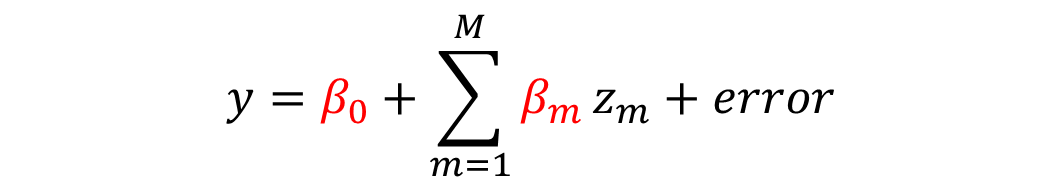 y = β₀ + ∑_{m=1}^{M} βₘ zₘ + error